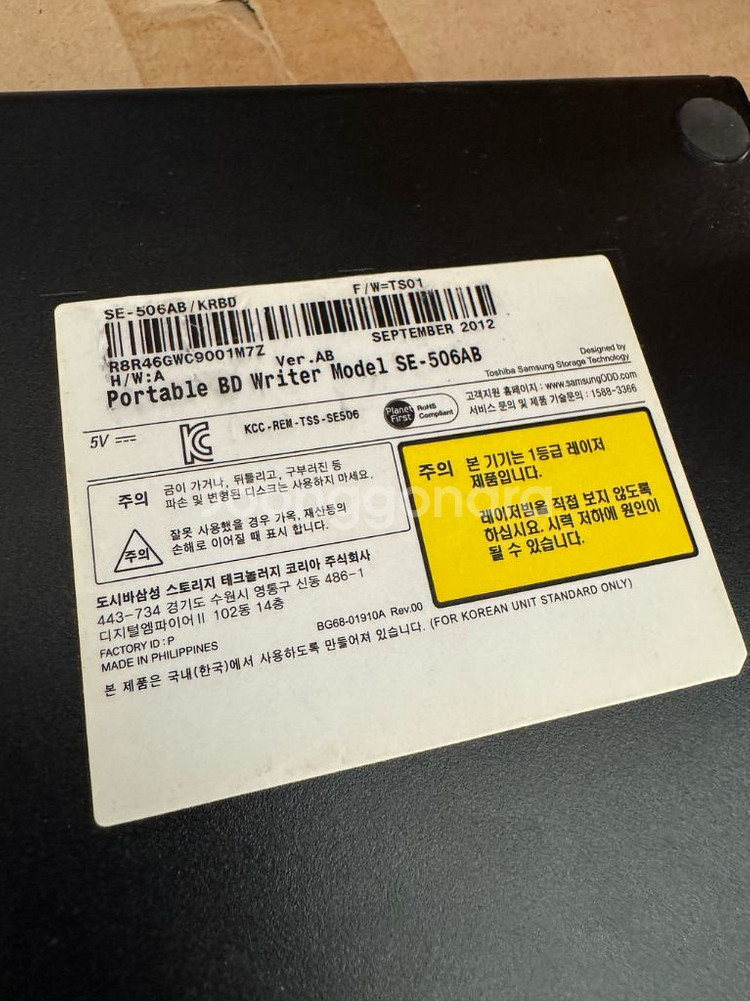 SE-506AB/KRBD
F/W=TS01
R8R46GWC9001M7Z
SEPTEMBER 2012
H/W:A
Ver.AB
Portable BD Writer Model SE-506AB
Designed by
Toshiba Samsung Storage Technology
5V
KCC-REM-TSS-SE506
Planet First
RoHS Compliant
고객지원 홈페이지 : www.samsungODD.com
서비스 문의 및 제품 기술문의 : 1588-3366
주의
금이 가거나, 뒤틀리고, 구부러진 등
파손 및 변형된 디스크는 사용하지 마세요.
주의
잘못 사용했을 경우 가옥, 재산등의
손해로 이어질 때 표시 합니다.
주의
본 기기는 1등급 레이저
제품입니다.
레이저빔을 직접 보지 않도록
하십시요. 시력 저하에 원인이
될 수 있습니다.
도시바삼성 스토리지 테크놀러지 코리아 주식회사
443-734 경기도 수원시 영통구 신동 486-1
디지털엠파이어 II 102동 14층
FACTORY ID : P
MADE IN PHILIPPINES
BG68-01910A Rev.00
본 제품은 국내(한국)에서 사용하도록 만들어져 있습니다. (FOR KOREAN UNIT STANDARD ONLY)